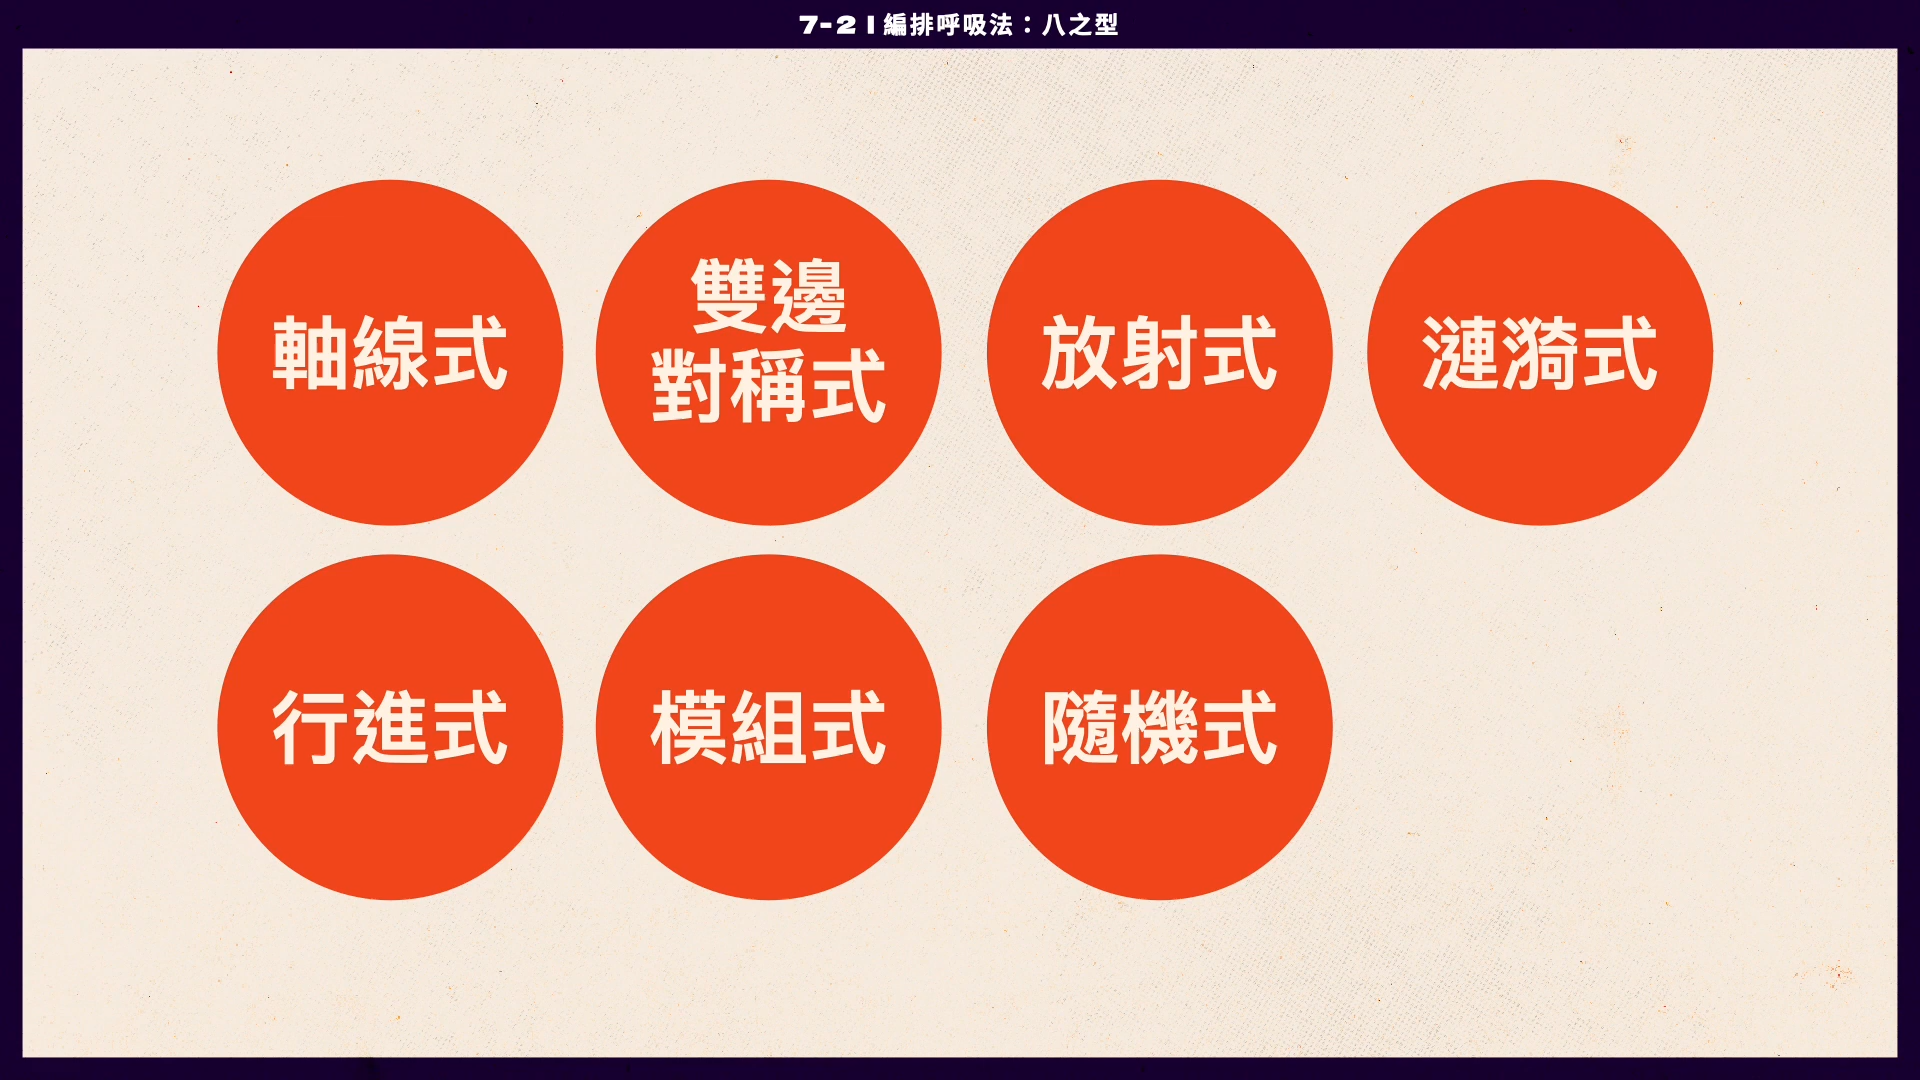 7-2 | 編排呼吸法：八之型
軸線式
雙邊
對稱式
放射式
漣漪式
行進式
模組式
隨機式